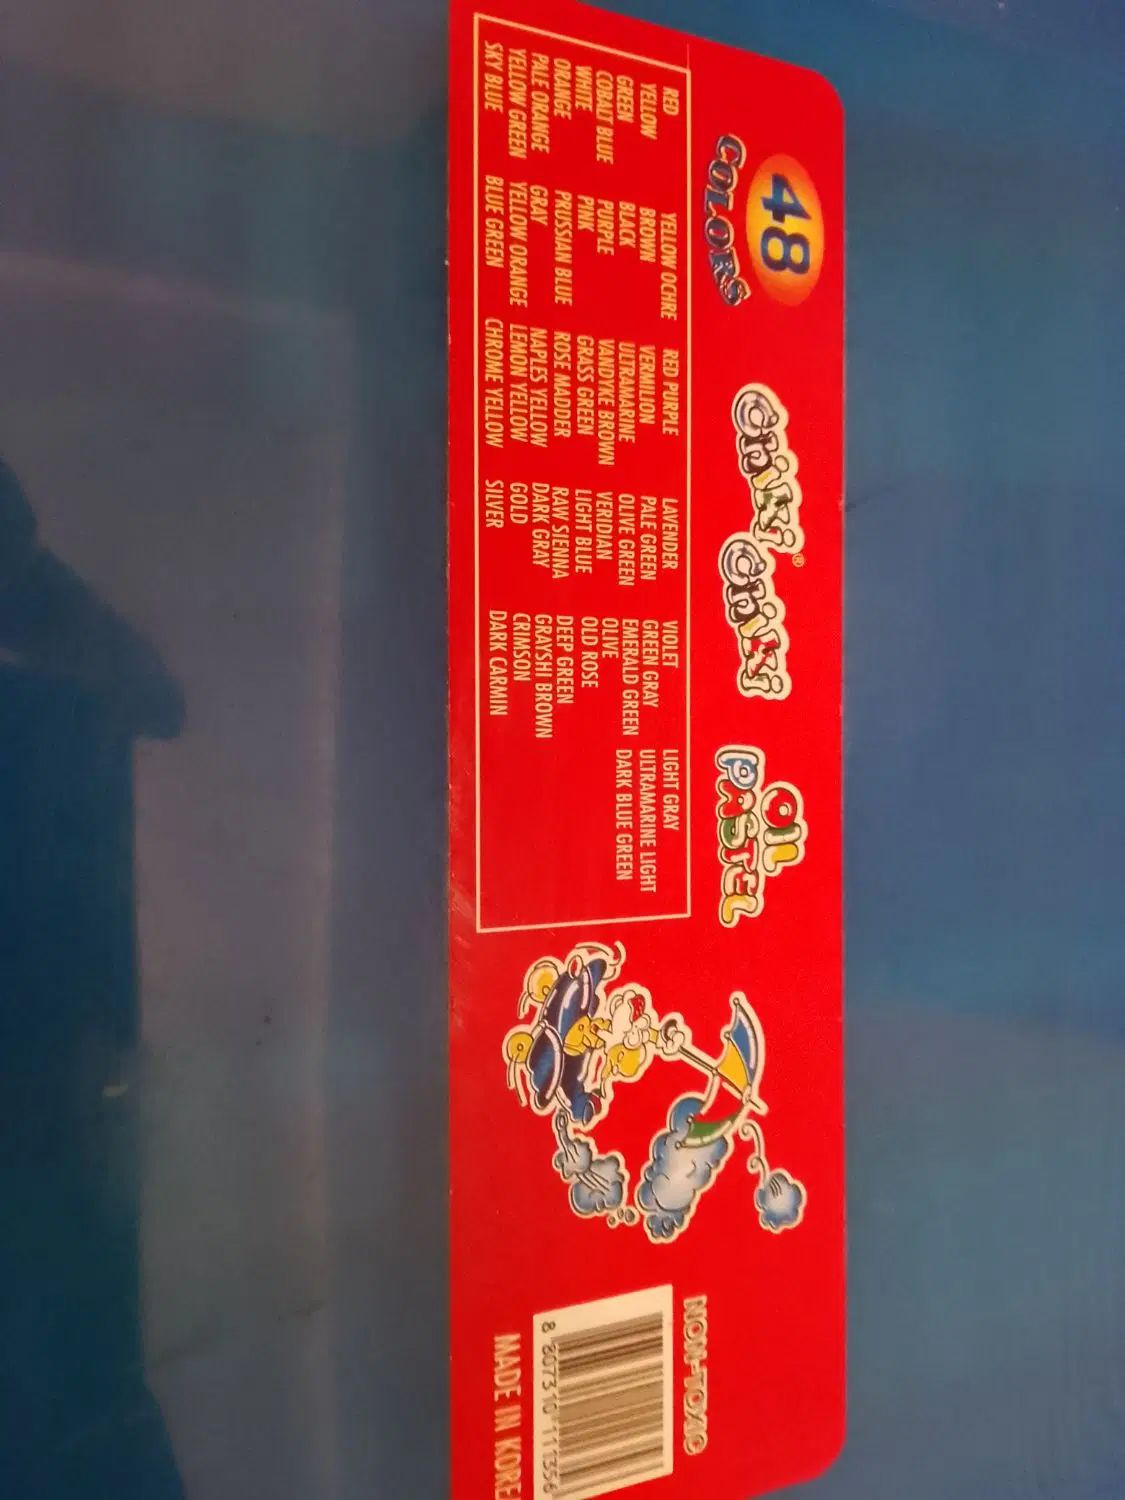 48
COLORS
Chiki Chiki®
OIL
PASTEL
RED
YELLOW
GREEN
COBALT BLUE
WHITE
ORANGE
PALE ORANGE
YELLOW GREEN
SKY BLUE
YELLOW OCHRE
BROWN
BLACK
PURPLE
PINK
PRUSSIAN BLUE
GRAY
YELLOW ORANGE
BLUE GREEN
RED PURPLE
VERMILION
ULTRAMARINE
VANDYKE BROWN
GRASS GREEN
ROSE MADDER
NAPLES YELLOW
LEMON YELLOW
CHROME YELLOW
LAVENDER
PALE GREEN
OLIVE GREEN
VERIDIAN
LIGHT BLUE
RAW SIENNA
DARK GRAY
GOLD
SILVER
VIOLET
GREEN GRAY
EMERALD GREEN
OLIVE
OLD ROSE
DEEP GREEN
GRAYSHI BROWN
CRIMSON
DARK CARMIN
LIGHT GRAY
ULTRAMARINE LIGHT
DARK BLUE GREEN
NON-TOXIC
8 807310 111356
MADE IN KORE